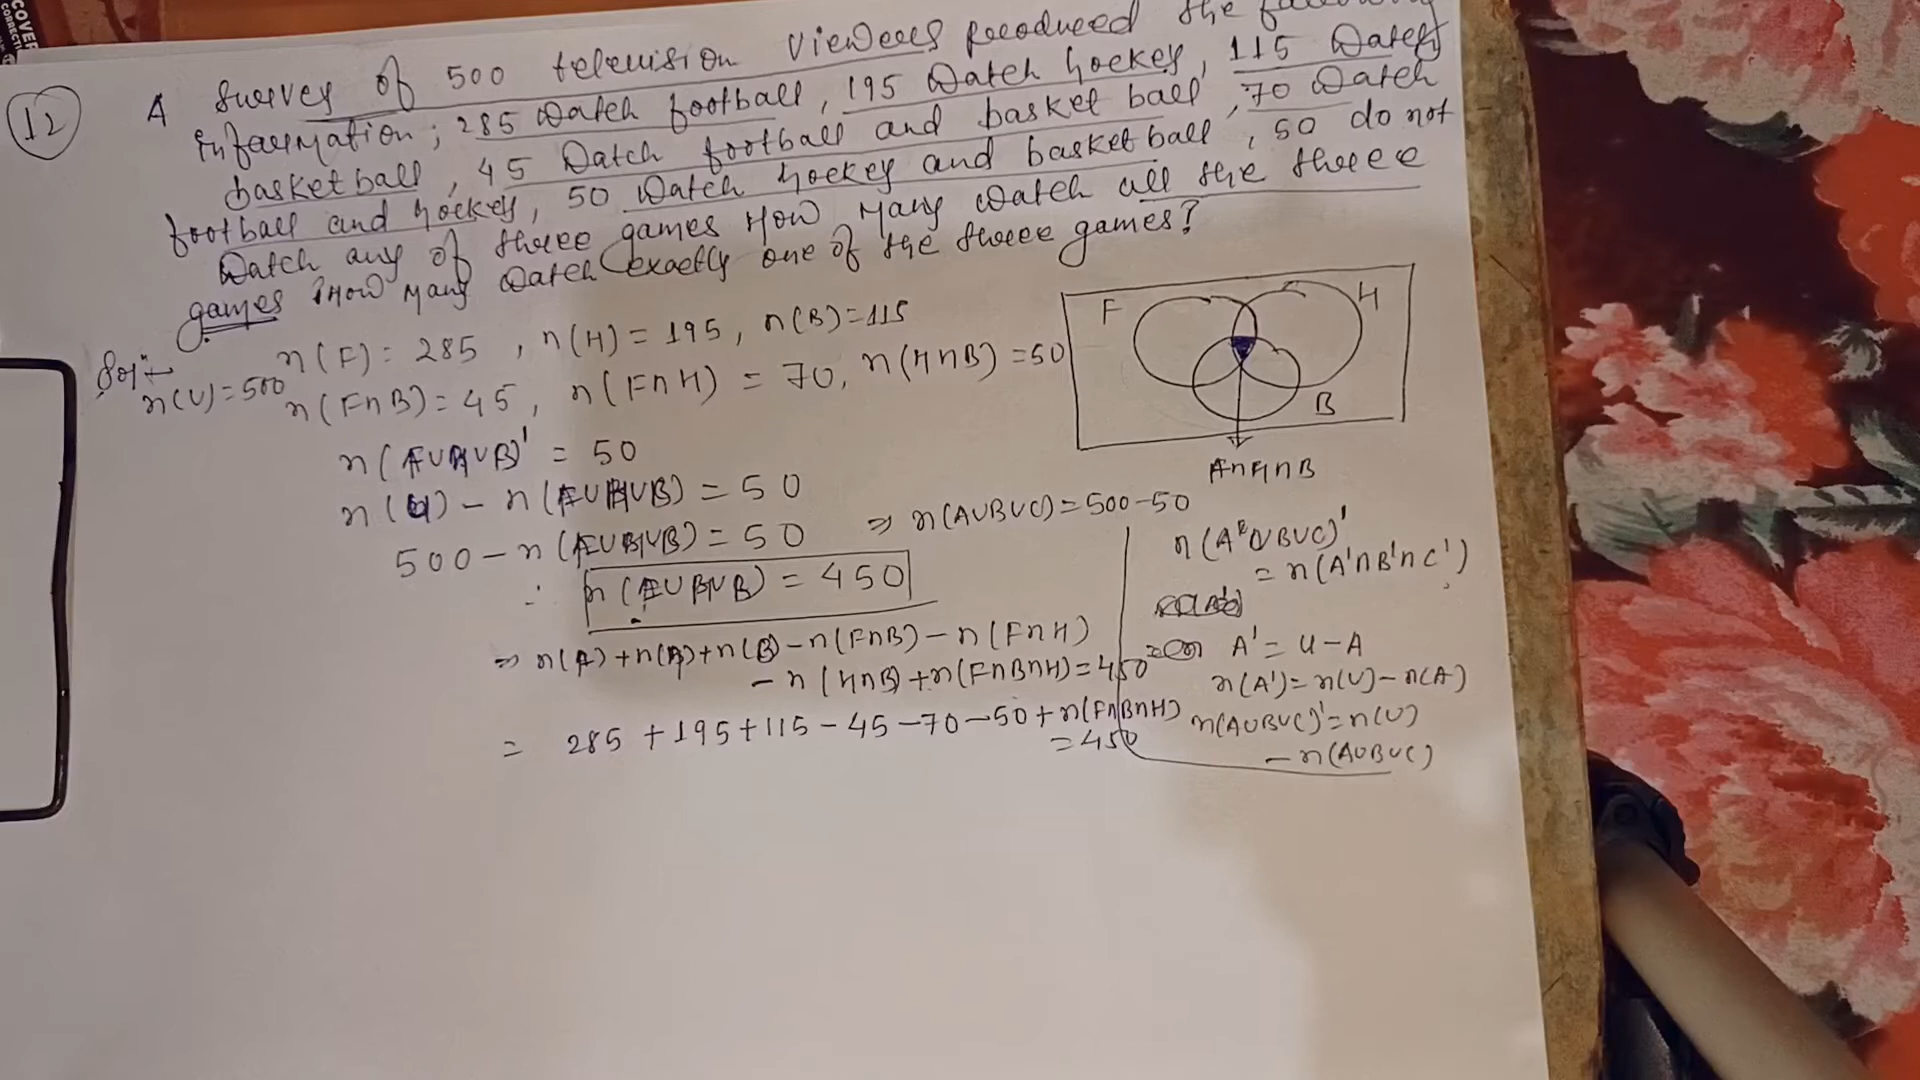 COVER
CORRECTI
12
A survey of 500 television viewers produced the following
information; 285 watch football, 195 watch hockey, 115 watch
basketball, 45 watch football and basket ball, 70 watch
football and hockey, 50 watch hockey and basketball, 50 do not
watch any of three games How many watch all the three
games ? How many watch exactly one of the three games?
Sol:-
n(U)=500
n(F)= 285 , n(H)=195, n(B)=115
n(F∩B)=45, n(F∩H) = 70, n(H∩B)=50
F
H
B
F∩H∩B
n(F∪H∪B)' = 50
n(U) - n(F∪H∪B) = 50
500 - n(F∪H∪B) = 50 ⇒ n(A∪B∪C)=500-50
∴ n(F∪H∪B) = 450
⇒ n(F)+n(H)+n(B)-n(F∩B)-n(F∩H)
- n(H∩B)+n(F∩B∩H)=450
= 285+195+115-45-70-50+n(F∩B∩H)
=450
n(A∪B∪C)'
= n(A'∩B'∩C')
A' = U-A
n(A')=n(U)-n(A)
n(A∪B∪C)'=n(U)
-n(A∪B∪C)